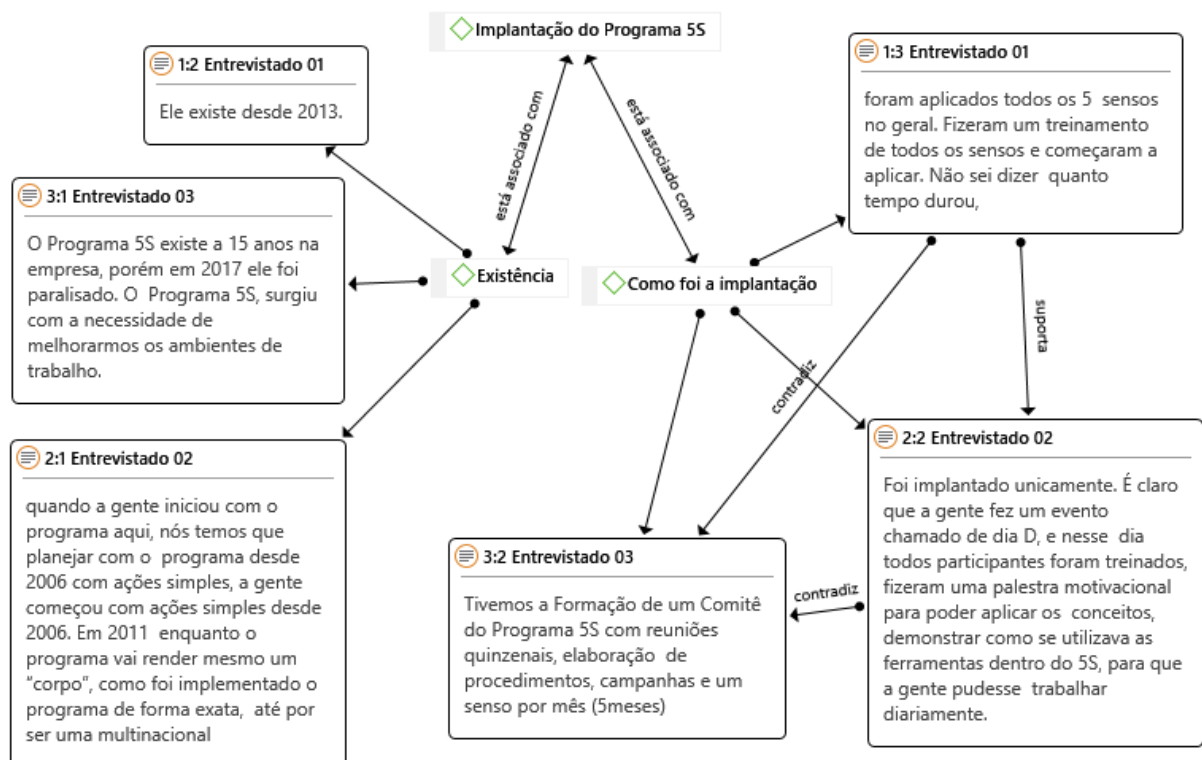 Implantação do Programa 5S
1:2 Entrevistado 01
Ele existe desde 2013.
1:3 Entrevistado 01
foram aplicados todos os 5 sensos
no geral. Fizeram um treinamento
de todos os sensos e começaram a
aplicar. Não sei dizer quanto
tempo durou,
está associado com
está associado com
3:1 Entrevistado 03
O Programa 5S existe a 15 anos na
empresa, porém em 2017 ele foi
paralisado. O Programa 5S, surgiu
com a necessidade de
melhorarmos os ambientes de
trabalho.
Existência
Como foi a implantação
suporta
contradiz
2:1 Entrevistado 02
quando a gente iniciou com o
programa aqui, nós temos que
planejar com o programa desde
2006 com ações simples, a gente
começou com ações simples desde
2006. Em 2011 enquanto o
programa vai render mesmo um
“corpo”, como foi implementado o
programa de forma exata, até por
ser uma multinacional
3:2 Entrevistado 03
Tivemos a Formação de um Comitê
do Programa 5S com reuniões
quinzenais, elaboração de
procedimentos, campanhas e um
senso por mês (5meses)
contradiz
2:2 Entrevistado 02
Foi implantado unicamente. É claro
que a gente fez um evento
chamado de dia D, e nesse dia
todos participantes foram treinados,
fizeram uma palestra motivacional
para poder aplicar os conceitos,
demonstrar como se utilizava as
ferramentas dentro do 5S, para que
a gente pudesse trabalhar
diariamente.